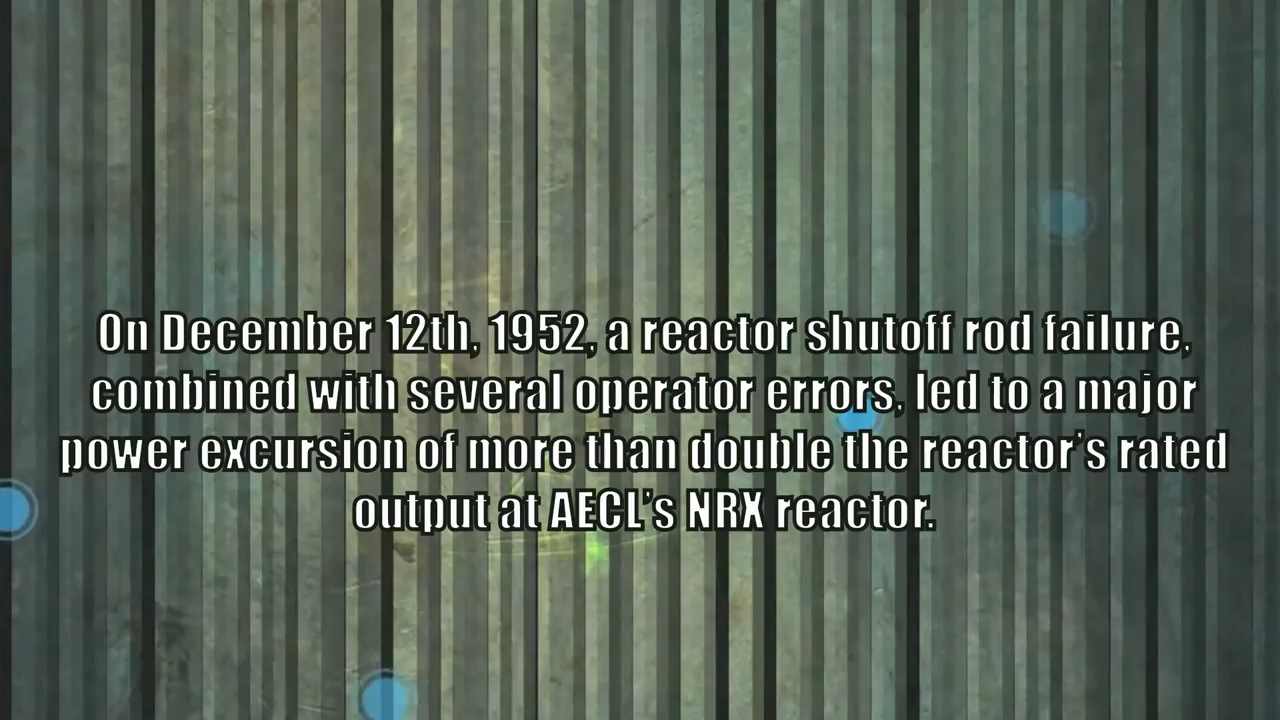 On December 12th, 1952, a reactor shutoff rod failure,
combined with several operator errors, led to a major
power excursion of more than double the reactor's rated
output at AECL's NRX reactor.